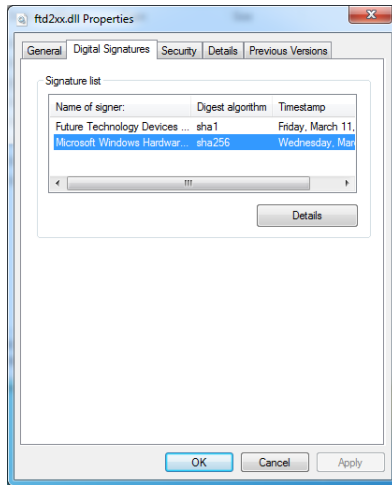 ftd2xx.dll Properties
General Digital Signatures Security Details Previous Versions
Signature list
Name of signer: Digest algorithm Timestamp
Future Technology Devices ... sha1 Friday, March 11,
Microsoft Windows Hardwar... sha256 Wednesday, Mar
Details
OK Cancel Apply